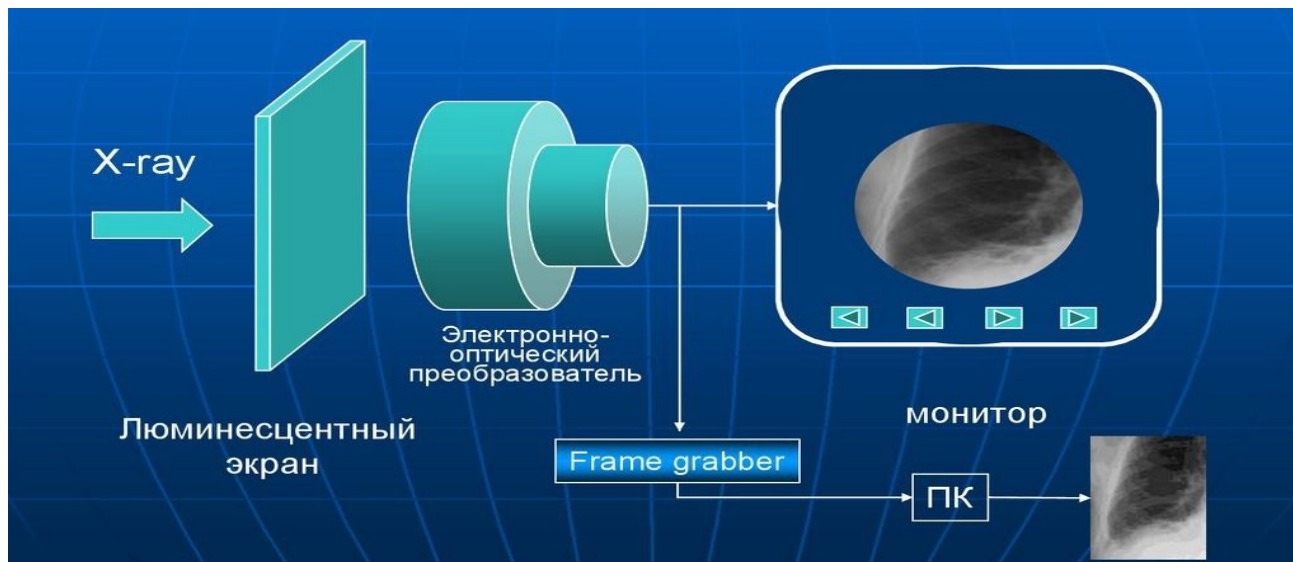 X-ray
Электронно-
оптический
преобразователь
Люминесцентный
экран
монитор
Frame grabber
ПК